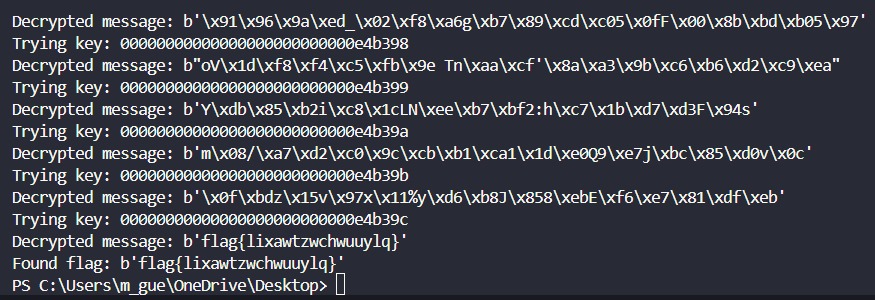 Decrypted message: b'\x91\x96\x9a\xed_\x02\xf8\xa6g\xb7\x89\xcd\xc05\x0fF\x00\x8b\xbd\xb05\x97'
Trying key: 00000000000000000000000000e4b398
Decrypted message: b"oV\x1d\xf8\xf4\xc5\xfb\x9e Tn\xaa\xcf'\x8a\xa3\x9b\xc6\xb6\xd2\xc9\xea"
Trying key: 00000000000000000000000000e4b399
Decrypted message: b'Y\xdb\x85\xb2i\xc8\x1cLN\xee\xb7\xbf2:h\xc7\x1b\xd7\xd3F\x94s'
Trying key: 00000000000000000000000000e4b39a
Decrypted message: b'm\x08/\xa7\xd2\xc0\x9c\xcb\xb1\xca1\x1d\xe0Q9\xe7j\xbc\x85\xd0v\x0c'
Trying key: 00000000000000000000000000e4b39b
Decrypted message: b'\x0f\xbdz\x15v\x97x\x11%y\xd6\xb8J\x858\xebE\xf6\xe7\x81\xdf\xeb'
Trying key: 00000000000000000000000000e4b39c
Decrypted message: b'flag{lixawtzwchwuuylq}'
Found flag: b'flag{lixawtzwchwuuylq}'
PS C:\Users\m_gue\OneDrive\Desktop>